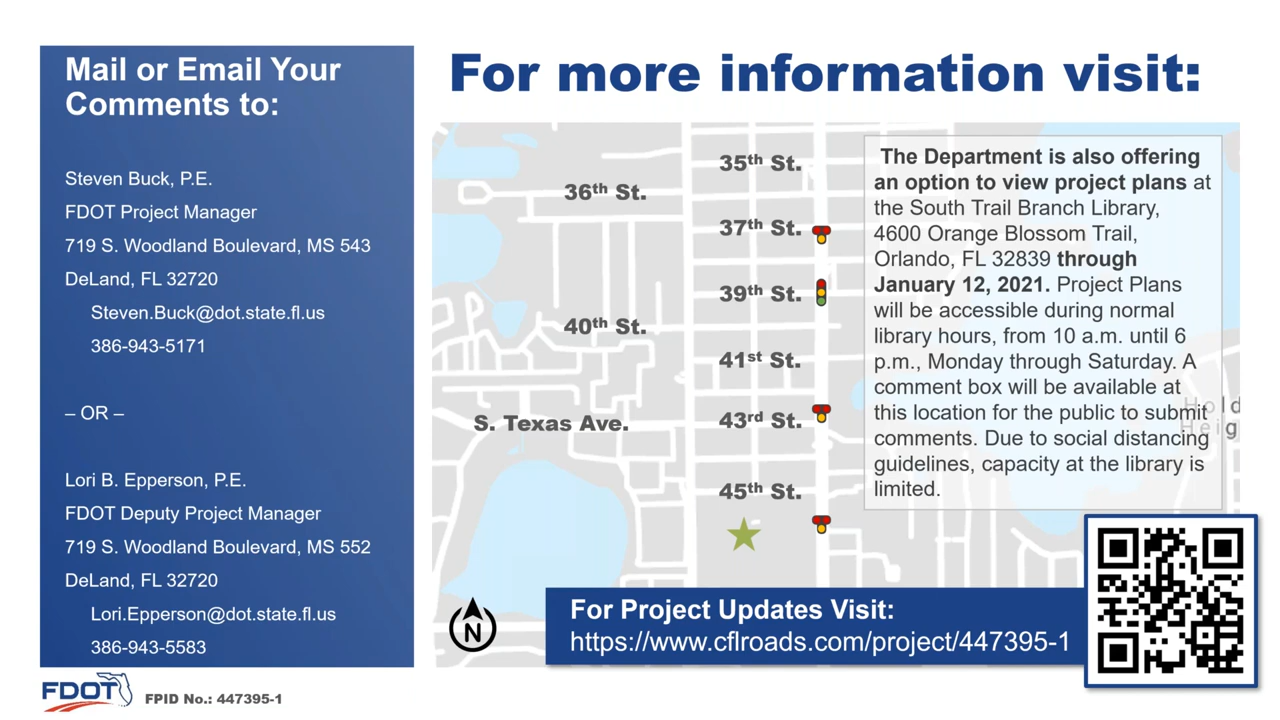 Mail or Email Your
Comments to:
Steven Buck, P.E.
FDOT Project Manager
719 S. Woodland Boulevard, MS 543
DeLand, FL 32720
Steven.Buck@dot.state.fl.us
386-943-5171
– OR –
Lori B. Epperson, P.E.
FDOT Deputy Project Manager
719 S. Woodland Boulevard, MS 552
DeLand, FL 32720
Lori.Epperson@dot.state.fl.us
386-943-5583
For more information visit:
35th St.
36th St.
37th St.
39th St.
40th St.
41st St.
43rd St.
S. Texas Ave.
45th St.
The Department is also offering
an option to view project plans at
the South Trail Branch Library,
4600 Orange Blossom Trail,
Orlando, FL 32839 through
January 12, 2021. Project Plans
will be accessible during normal
library hours, from 10 a.m. until 6
p.m., Monday through Saturday. A
comment box will be available at
this location for the public to submit
comments. Due to social distancing
guidelines, capacity at the library is
limited.
N
For Project Updates Visit:
https://www.cflroads.com/project/447395-1
FDOT
FPID No.: 447395-1